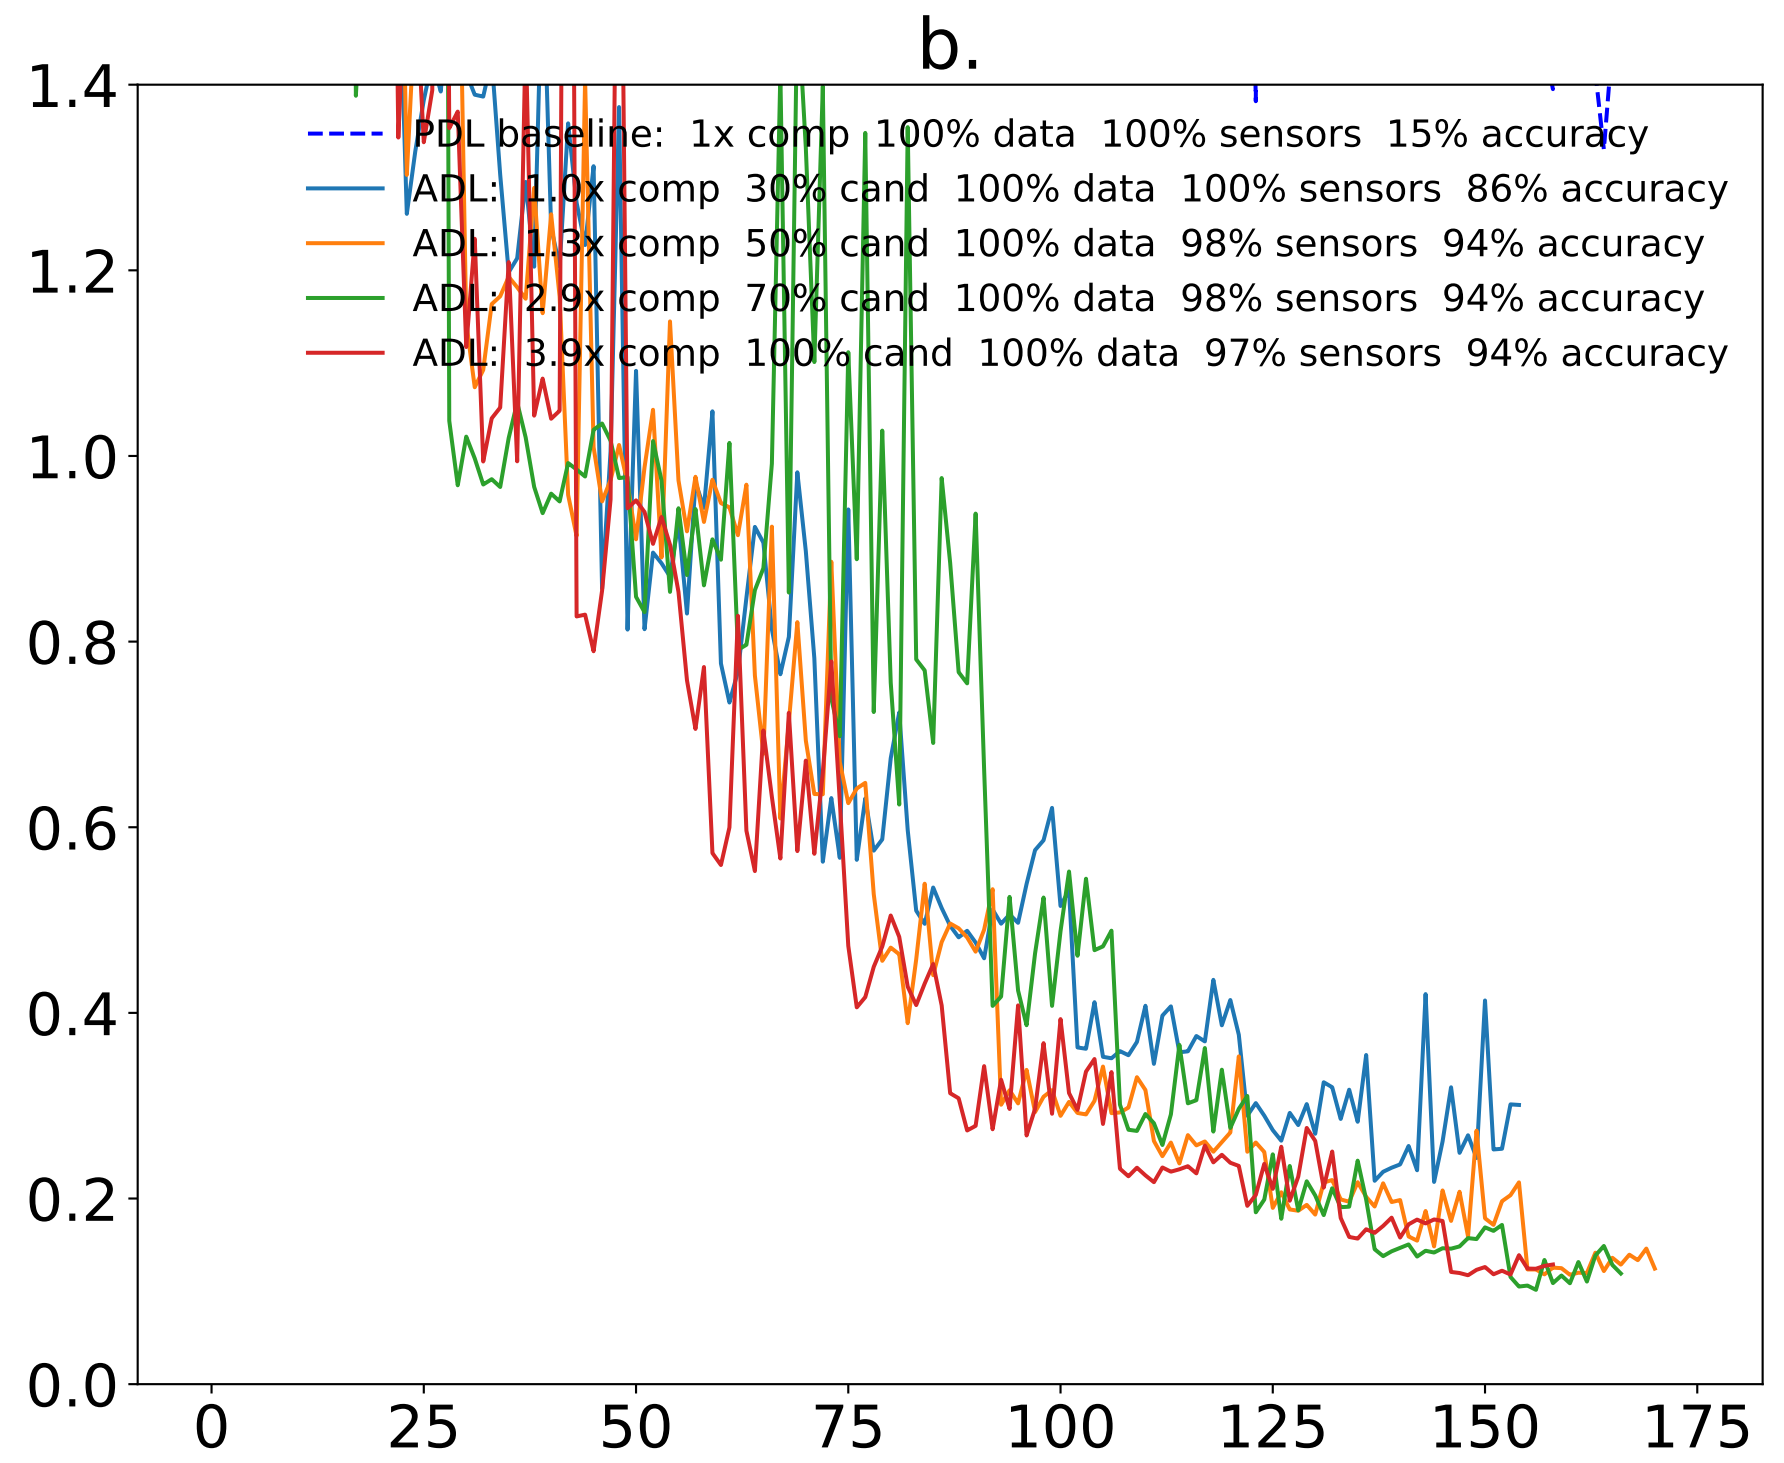 b.
1.4
1.2
1.0
0.8
0.6
0.4
0.2
0.0
PDL baseline: 1x comp 100% data 100% sensors 15% accuracy
ADL: 1.0x comp 30% cand 100% data 100% sensors 86% accuracy
ADL: 1.3x comp 50% cand 100% data 98% sensors 94% accuracy
ADL: 2.9x comp 70% cand 100% data 98% sensors 94% accuracy
ADL: 3.9x comp 100% cand 100% data 97% sensors 94% accuracy
0 25 50 75 100 125 150 175